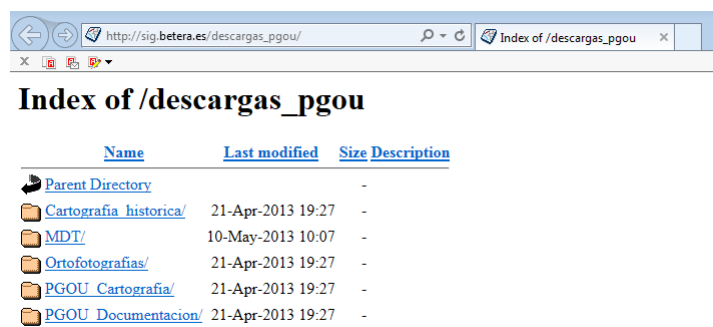 http://sig.betera.es/descargas_pgou/
Index of /descargas_pgou
Index of /descargas_pgou
Name Last modified Size Description
Parent Directory -
Cartografia_historica/ 21-Apr-2013 19:27 -
MDT/ 10-May-2013 10:07 -
Ortofotografias/ 21-Apr-2013 19:27 -
PGOU_Cartografia/ 21-Apr-2013 19:27 -
PGOU_Documentacion/ 21-Apr-2013 19:27 -